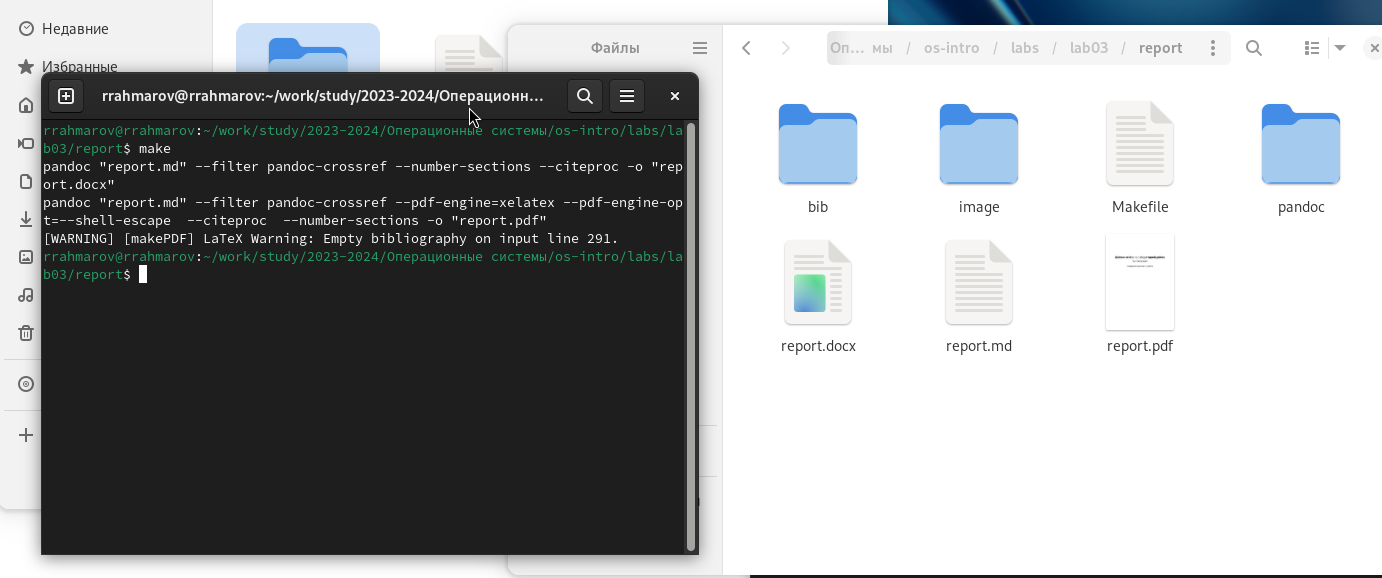 Недавние
Избранные
Файлы
Оп… мы / os-intro / labs / lab03 / report
rrahmarov@rrahmarov:~/work/study/2023-2024/Операционн…
rrahmarov@rrahmarov:~/work/study/2023-2024/Операционные системы/os-intro/labs/la
b03/report$ make
pandoc "report.md" --filter pandoc-crossref --number-sections --citeproc -o "rep
ort.docx"
pandoc "report.md" --filter pandoc-crossref --pdf-engine=xelatex --pdf-engine-op
t=--shell-escape  --citeproc  --number-sections -o "report.pdf"
[WARNING] [makePDF] LaTeX Warning: Empty bibliography on input line 291.
rrahmarov@rrahmarov:~/work/study/2023-2024/Операционные системы/os-intro/labs/la
b03/report$
bib
image
Makefile
pandoc
report.docx
report.md
report.pdf